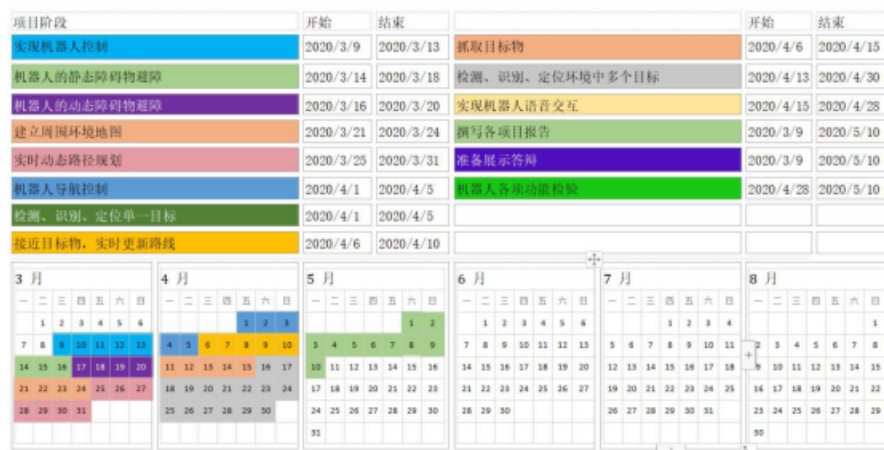 项目阶段 开始 结束 开始 结束
实现机器人控制 2020/3/9 2020/3/13 抓取目标物 2020/4/6 2020/4/15
机器人的静态障碍物避障 2020/3/14 2020/3/18 检测、识别、定位环境中多个目标 2020/4/13 2020/4/30
机器人的动态障碍物避障 2020/3/16 2020/3/20 实现机器人语音交互 2020/4/15 2020/4/28
建立周围环境地图 2020/3/21 2020/3/24 撰写各项目报告 2020/3/9 2020/5/10
实时动态路径规划 2020/3/25 2020/3/31 准备展示答辩 2020/3/9 2020/5/10
机器人导航控制 2020/4/1 2020/4/5 机器人各项功能检验 2020/4/28 2020/5/10
检测、识别、定位单一目标 2020/4/1 2020/4/5
接近目标物，实时更新路线 2020/4/6 2020/4/10
3 月
一 二 三 四 五 六 日
1 2 3 4 5 6
7 8 9 10 11 12 13
14 15 16 17 18 19 20
21 22 23 24 25 26 27
28 29 30 31
4 月
一 二 三 四 五 六 日
1 2 3
4 5 6 7 8 9 10
11 12 13 14 15 16 17
18 19 20 21 22 23 24
25 26 27 28 29 30
5 月
一 二 三 四 五 六 日
1 2
3 4 5 6 7 8 9
10 11 12 13 14 15 16
17 18 19 20 21 22 23
24 25 26 27 28 29 30
31
6 月
一 二 三 四 五 六 日
1 2 3 4 5 6
7 8 9 10 11 12 13
14 15 16 17 18 19 20
21 22 23 24 25 26 27
28 29 30
7 月
一 二 三 四 五 六 日
1 2 3 4
5 6 7 8 9 10 11
12 13 14 15 16 17 18
19 20 21 22 23 24 25
26 27 28 29 30 31
8 月
一 二 三 四 五 六 日
1
2 3 4 5 6 7 8
9 10 11 12 13 14 15
16 17 18 19 20 21 22
23 24 25 26 27 28 29
30